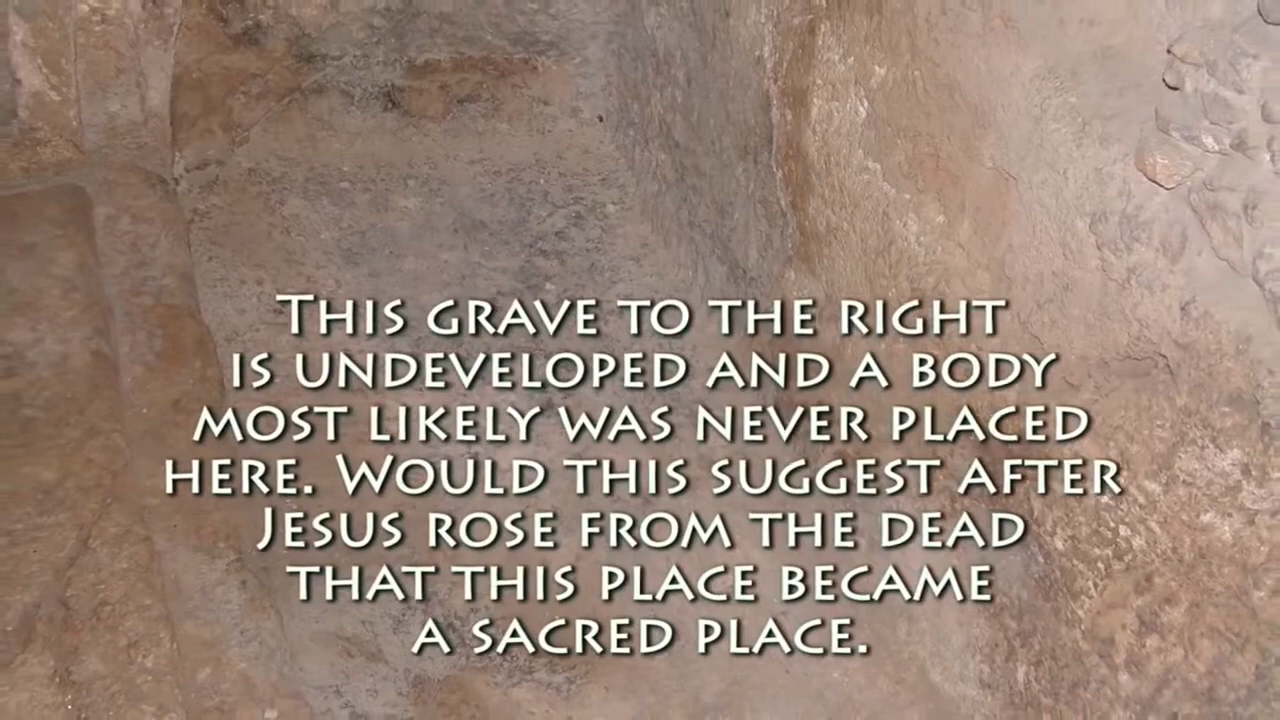 This grave to the right
is undeveloped and a body
most likely was never placed
here. Would this suggest after
Jesus rose from the dead
that this place became
a sacred place.